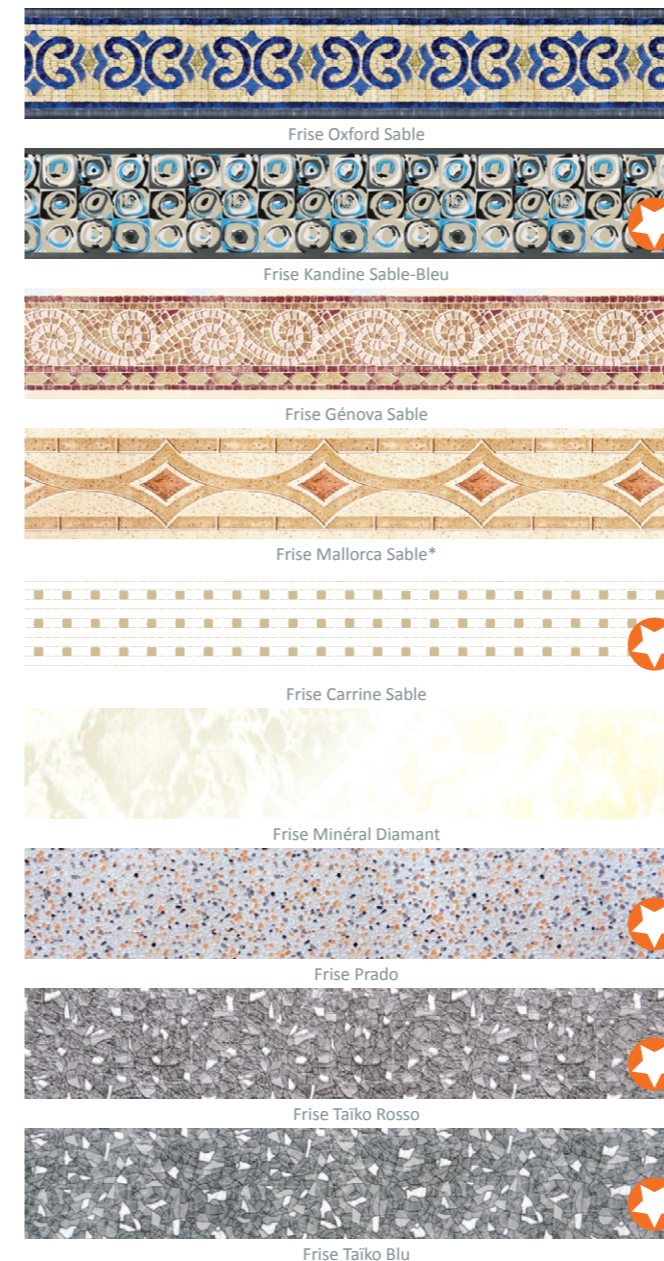 Frise Oxford Sable
Frise Kandine Sable-Bleu
Frise Génova Sable
Frise Mallorca Sable*
Frise Carrine Sable
Frise Minéral Diamant
Frise Prado
Frise Taïko Rosso
Frise Taïko Blu